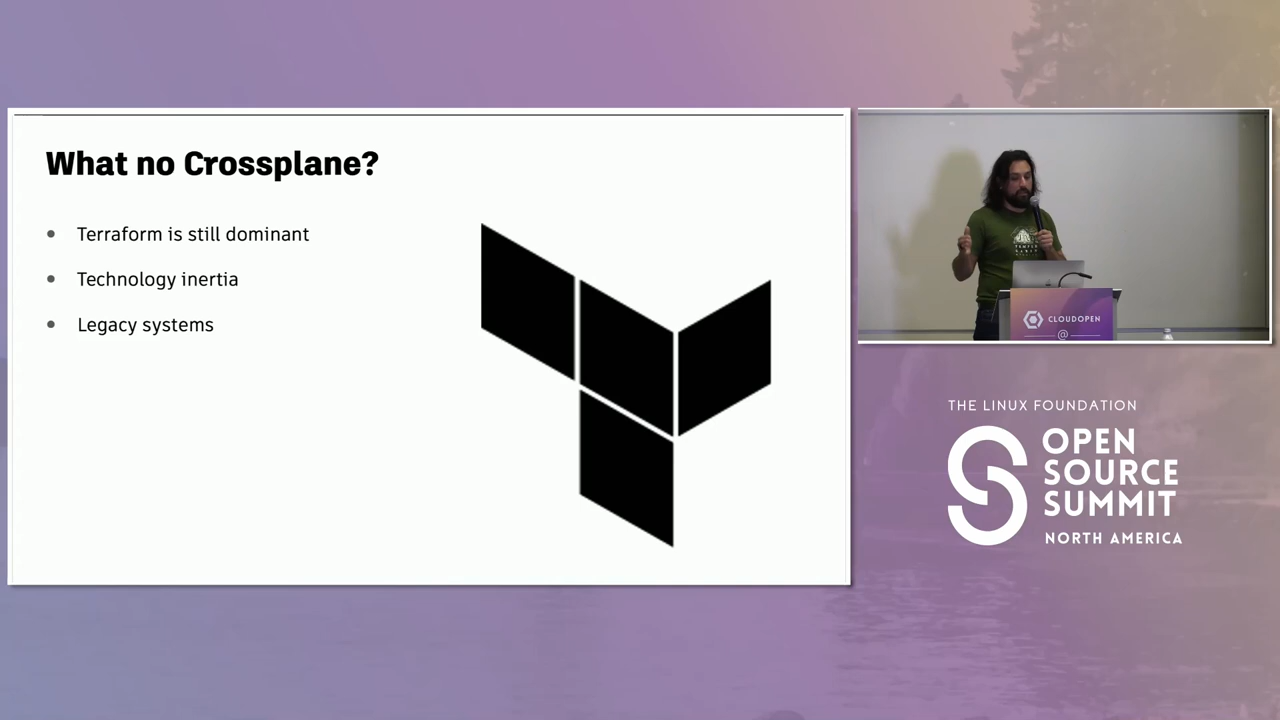 What no Crossplane?
Terraform is still dominant
Technology inertia
Legacy systems
CLOUDOPEN
@
THE LINUX FOUNDATION
OPEN
SOURCE
SUMMIT
NORTH AMERICA